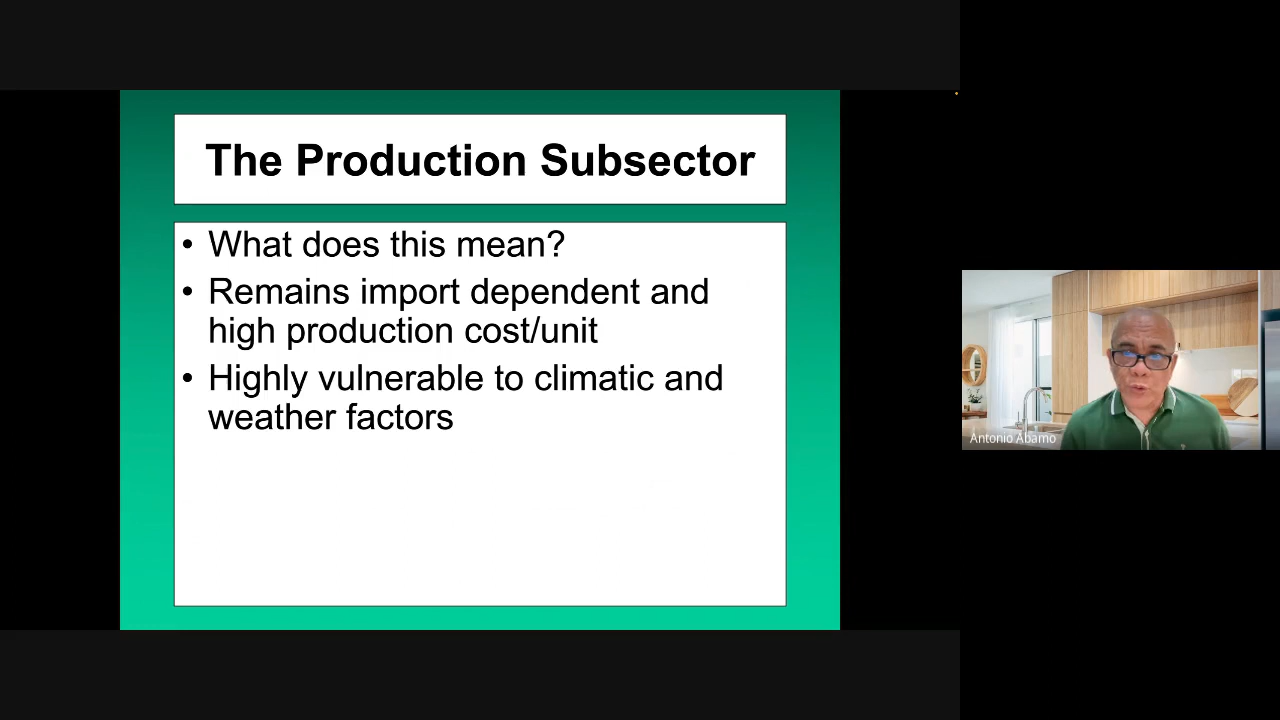 The Production Subsector
• What does this mean?
• Remains import dependent and
high production cost/unit
• Highly vulnerable to climatic and
weather factors
Antonio Abamo